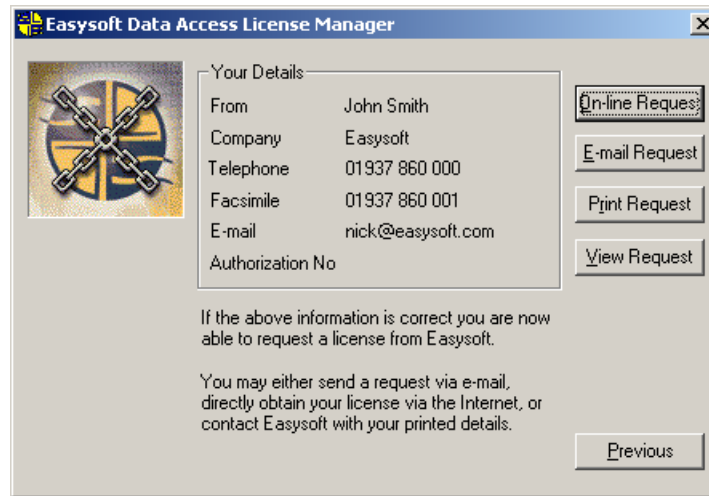 Easysoft Data Access License Manager
Your Details
From John Smith
Company Easysoft
Telephone 01937 860 000
Facsimile 01937 860 001
E-mail nick@easysoft.com
Authorization No
On-line Request
E-mail Request
Print Request
View Request
If the above information is correct you are now
able to request a license from Easysoft.
You may either send a request via e-mail,
directly obtain your license via the Internet, or
contact Easysoft with your printed details.
Previous